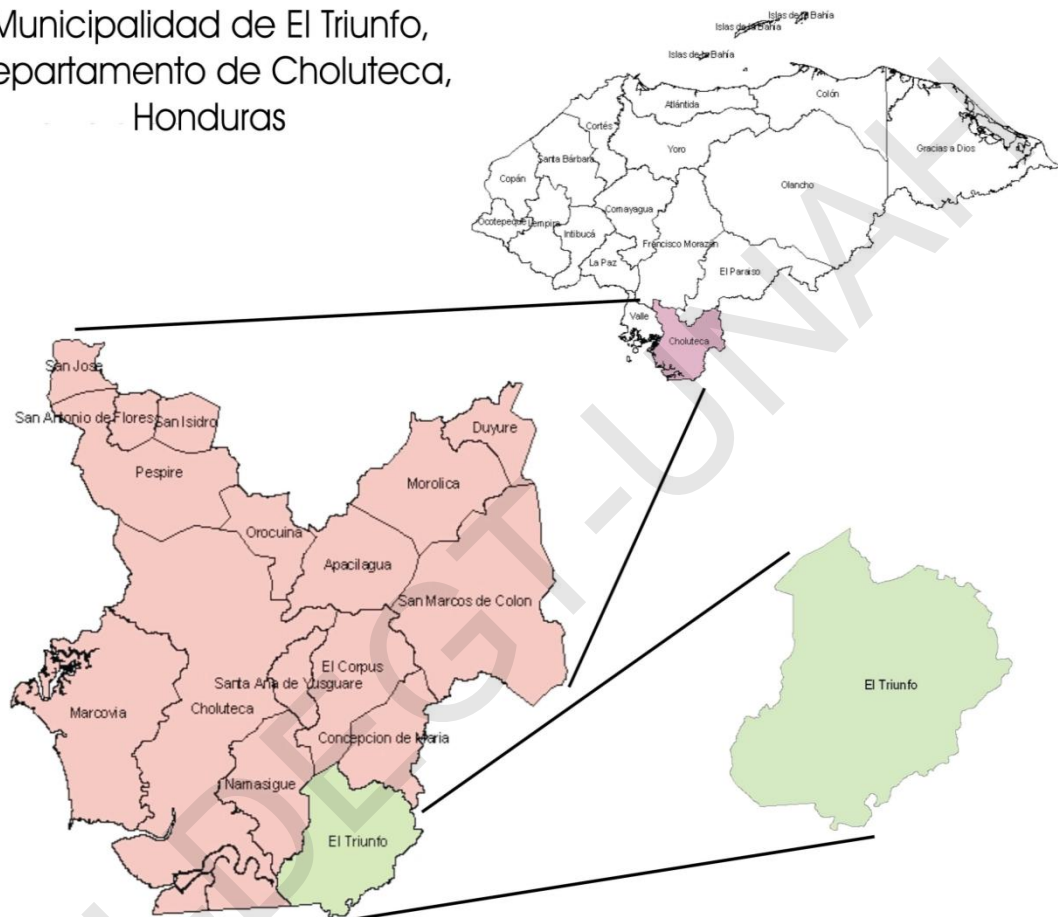 Municipalidad de El Triunfo,
epartamento de Choluteca,
Honduras
Islas de la Bahía
Islas de la Bahía
Islas de la Bahía
Atlántida
Colón
Cortés
Yoro
Gracias a Dios
Santa Bárbara
Copán
Olancho
Ocotepeque
Lempira
Comayagua
Intibucá
Francisco Morazán
La Paz
El Paraiso
Valle
Choluteca
San Jose
San Antonio de Flores
San Isidro
Duyure
Pespire
Morolica
Orocuina
Apacilagua
San Marcos de Colon
El Corpus
Santa Ana de Yusguare
Marcovia
Choluteca
Concepcion de Maria
Namasigue
El Triunfo
El Triunfo
UDEGT-UNAH